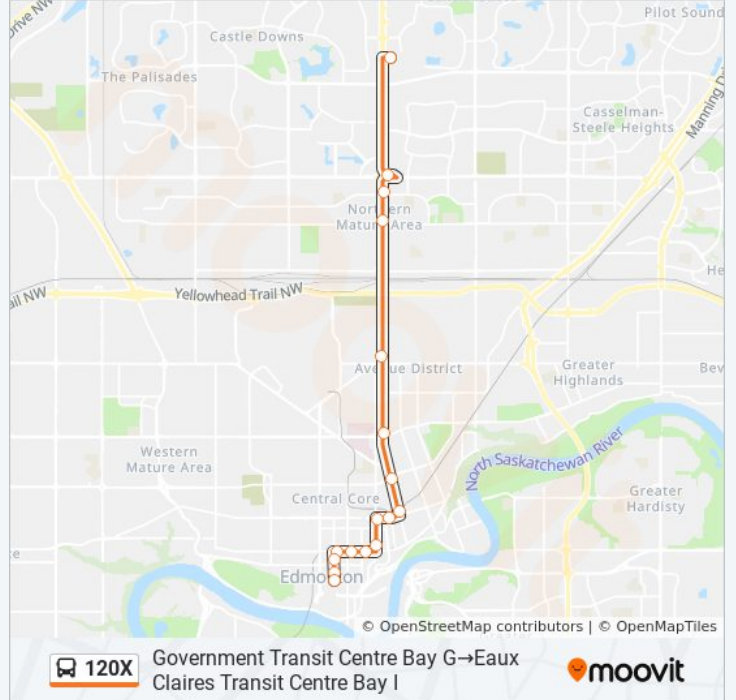 Pilot Sound
Drive NW
Castle Downs
The Palisades
Manning Dr
Casselman-
Steele Heights
Northern
Mature Area
He
ail NW
Yellowhead Trail NW
Avenue District
Greater
Highlands
Bev
North Saskatchewan River
Western
Mature Area
Central Core
Greater
Hardisty
ce
Edmonton
© OpenStreetMap contributors | © OpenMapTiles
120X
Government Transit Centre Bay G→Eaux
Claires Transit Centre Bay I
moovit